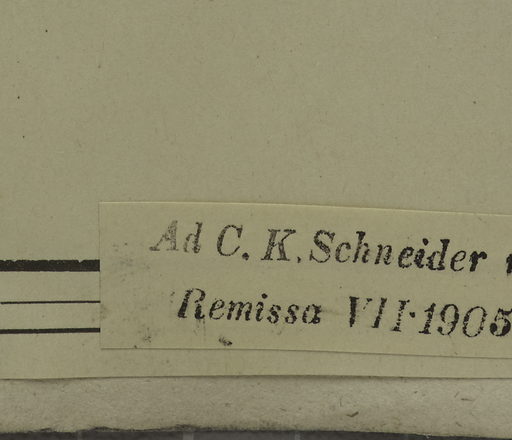 Ad C. K. Schneider
Remissa VII·1905